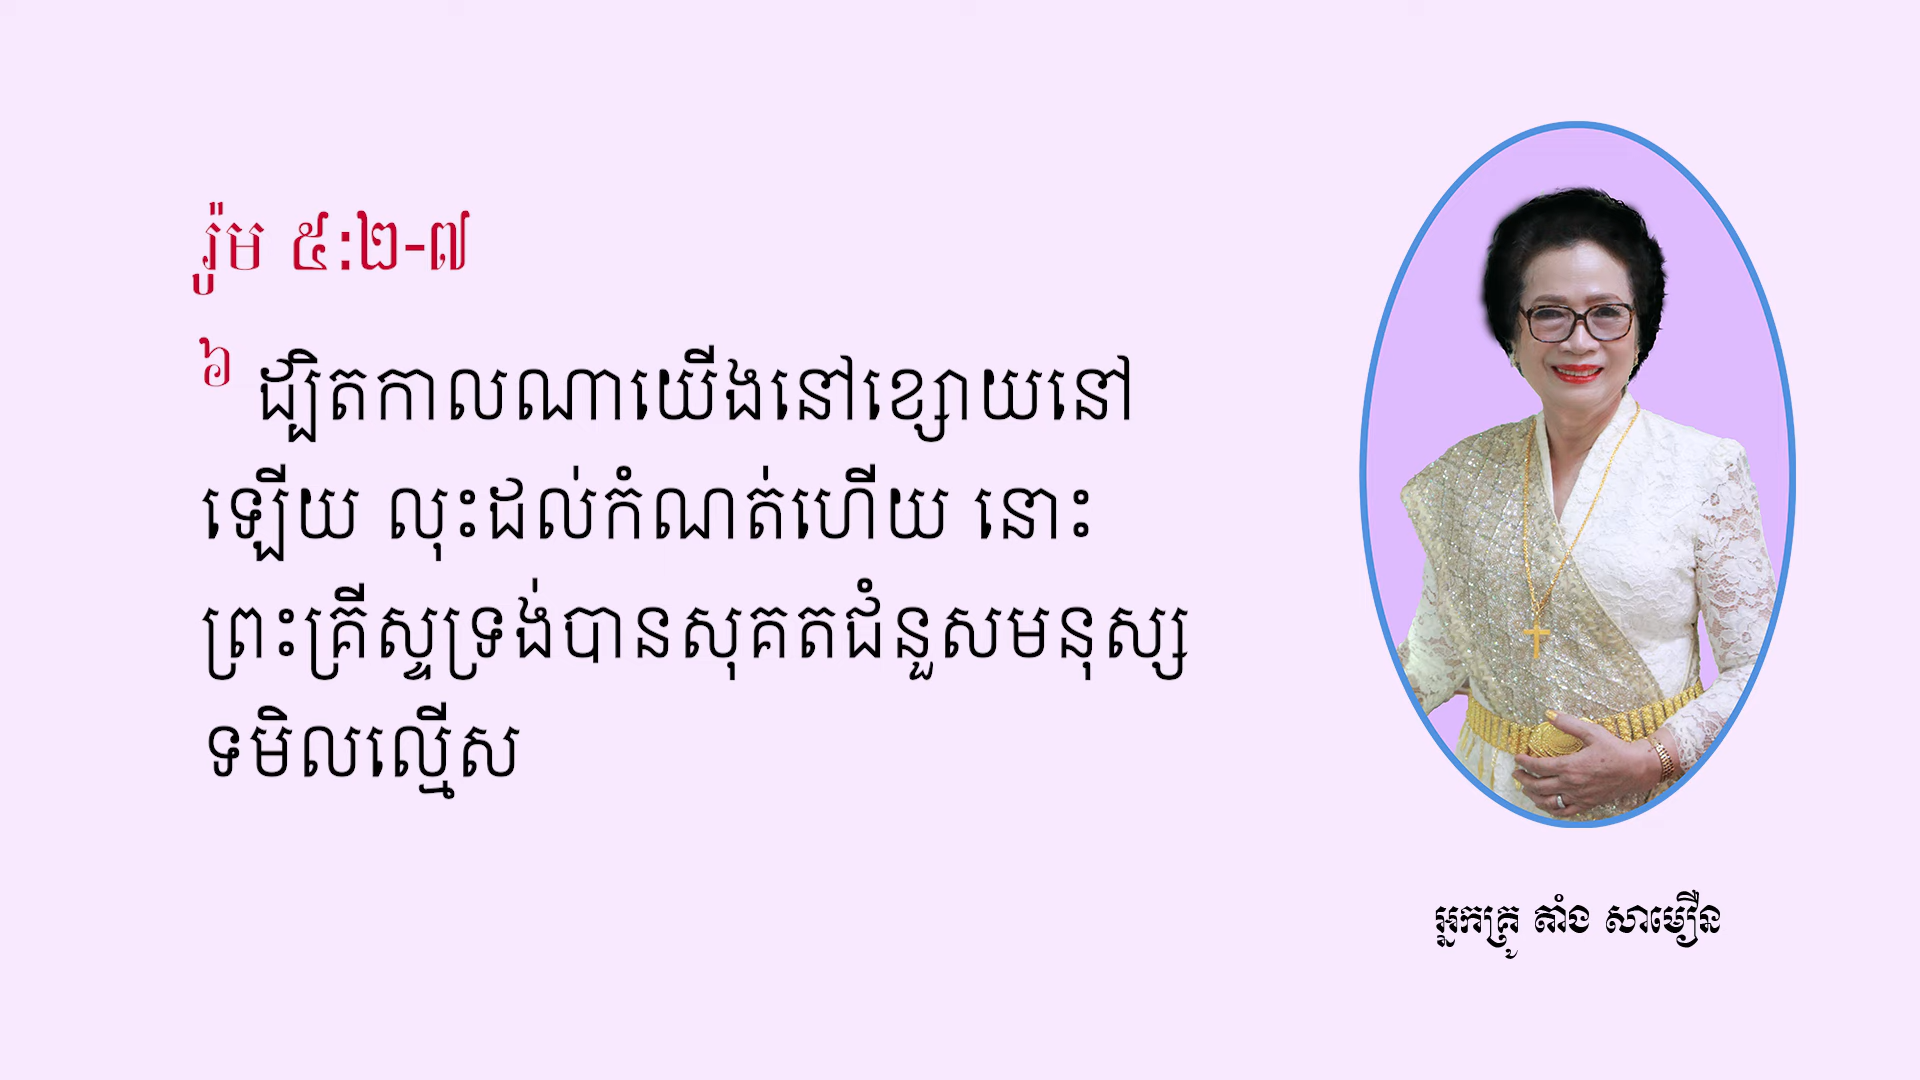 រ៉ូម ៥:២-៧
៦ ដ្បិតកាលណាយើងនៅខ្សោយនៅ
ឡើយ លុះដល់កំណត់ហើយ នោះ
ព្រះគ្រីស្ទទ្រង់បានសុគតជំនួសមនុស្ស
ទមិលល្មើស
អ្នកគ្រូ តាំង សាមឿន